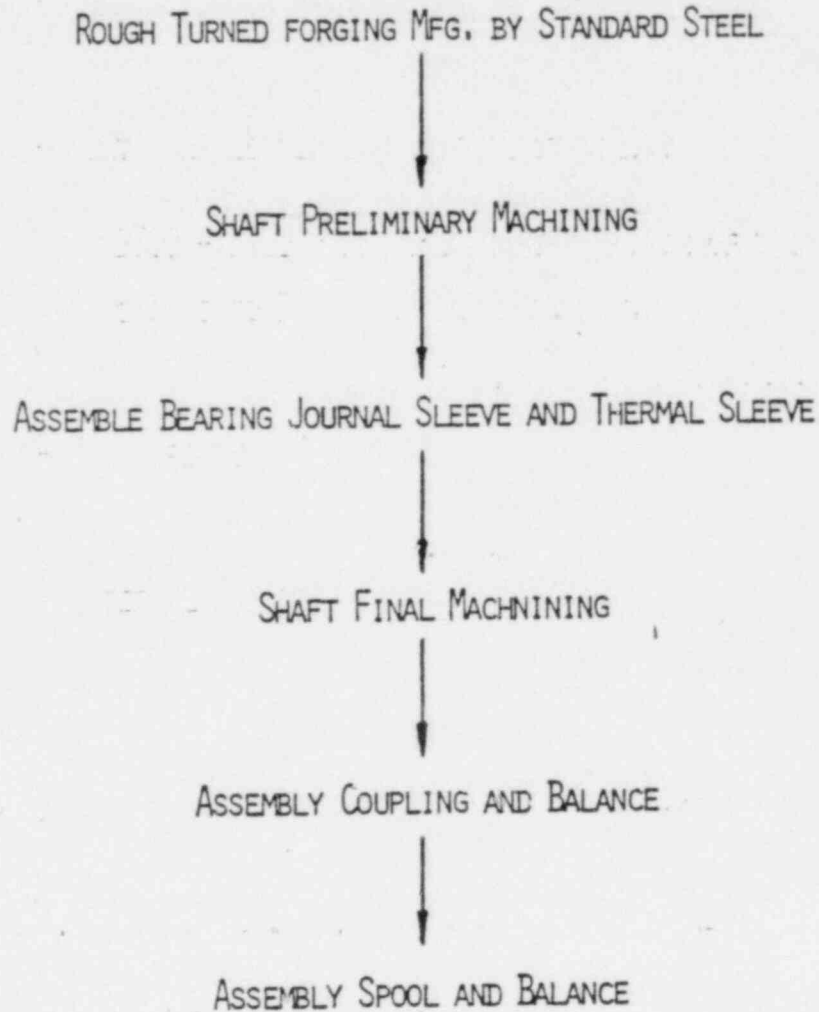 ROUGH TURNED FORGING MFG. BY STANDARD STEEL
SHAFT PRELIMINARY MACHINING
ASSEMBLE BEARING JOURNAL SLEEVE AND THERMAL SLEEVE
SHAFT FINAL MACHNINING
ASSEMBLY COUPLING AND BALANCE
ASSEMBLY SPOOL AND BALANCE